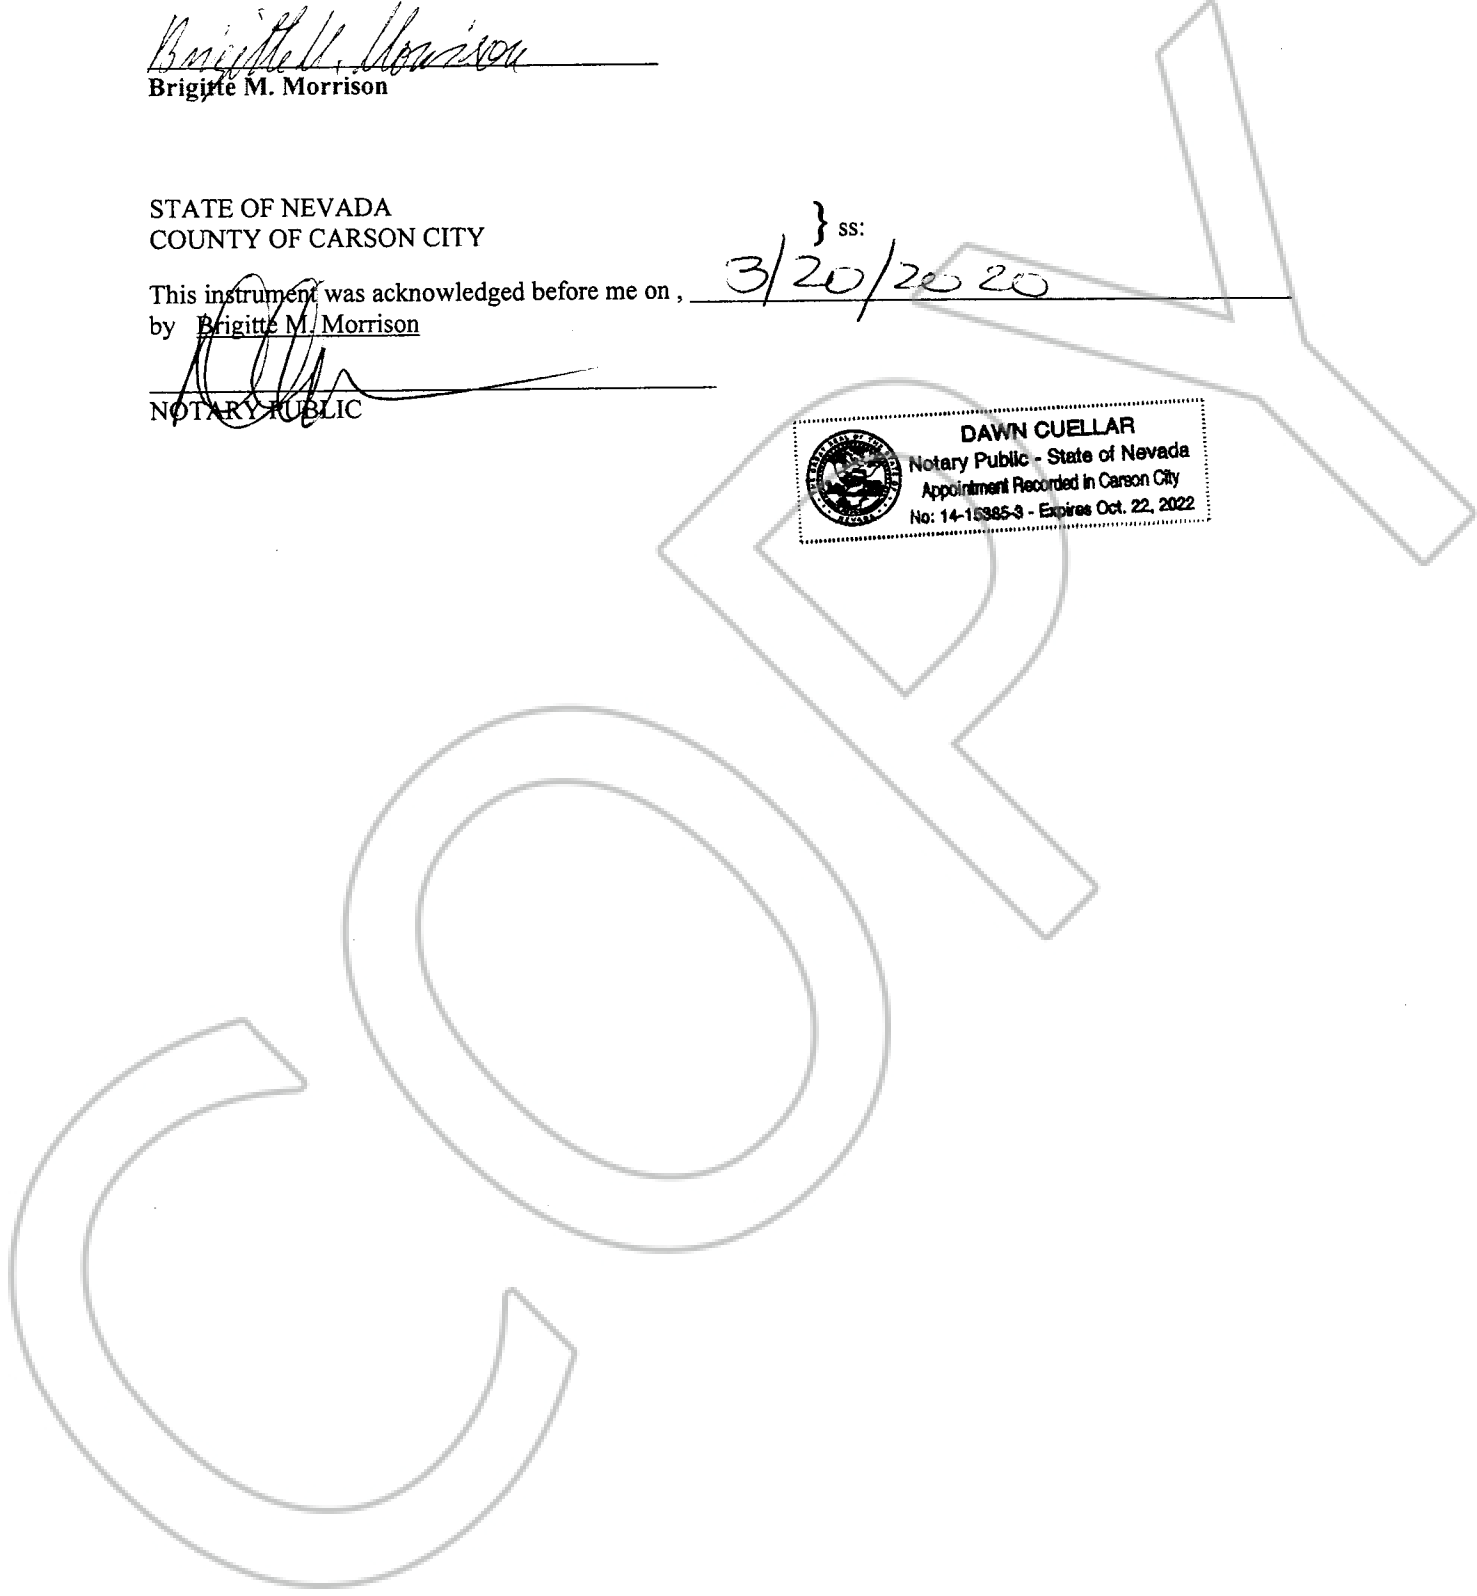 Brigitte M. Morrison
Brigitte M. Morrison
STATE OF NEVADA
COUNTY OF CARSON CITY
} ss:
This instrument was acknowledged before me on , 3/20/2020
by Brigitte M. Morrison
NOTARY PUBLIC
DAWN CUELLAR
Notary Public - State of Nevada
Appointment Recorded in Carson City
No: 14-15385-3 - Expires Oct. 22, 2022
COPY